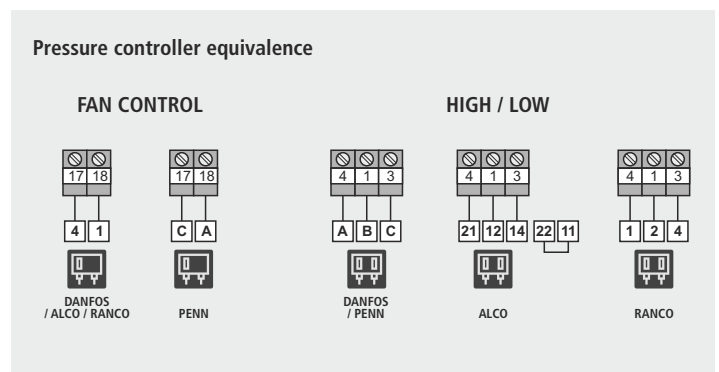 Pressure controller equivalence
FAN CONTROL
HIGH / LOW
17 18
17 18
4 1 3
4 1 3
4 1 3
4 1
C A
A B C
21 12 14 22 11
1 2 4
DANFOS
/ ALCO / RANCO
PENN
DANFOS
/ PENN
ALCO
RANCO